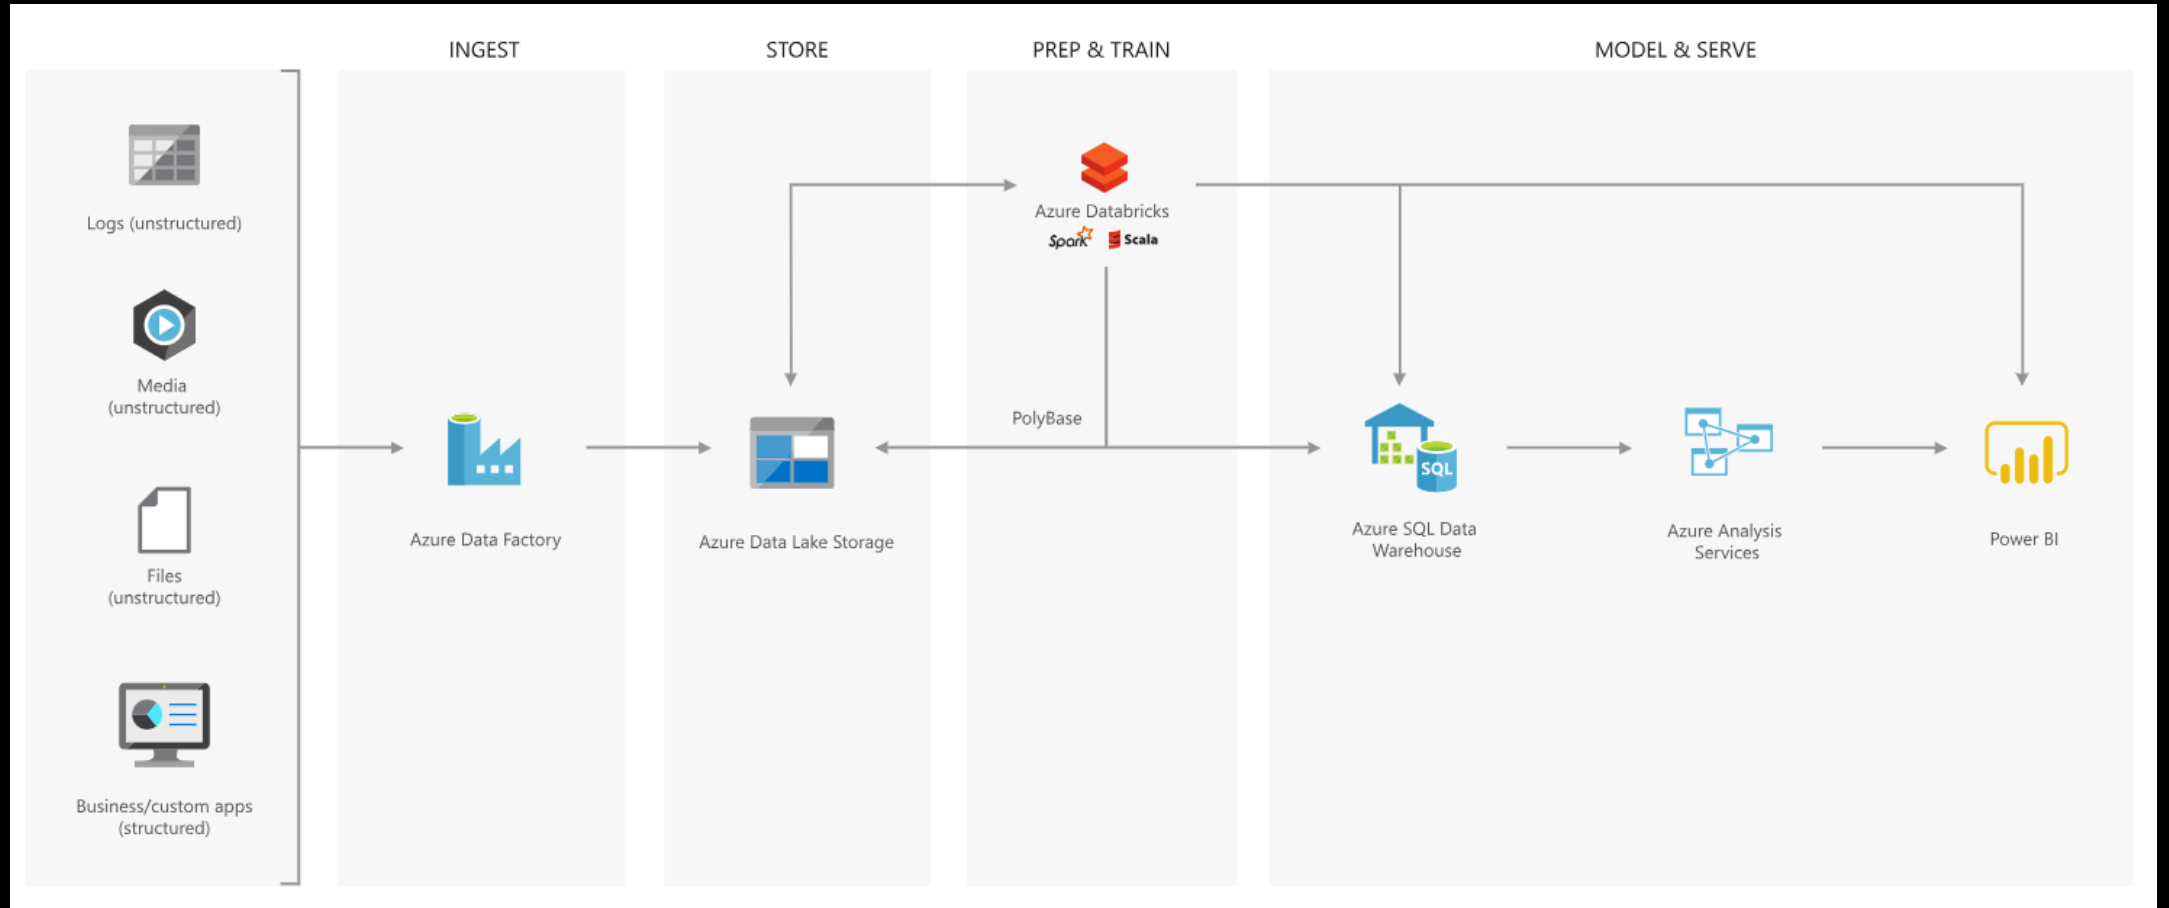 INGEST
STORE
PREP & TRAIN
MODEL & SERVE
Logs (unstructured)
Media
(unstructured)
Files
(unstructured)
Business/custom apps
(structured)
Azure Data Factory
Azure Data Lake Storage
Azure Databricks
Spark Scala
PolyBase
SQL
Azure SQL Data
Warehouse
Azure Analysis
Services
Power BI